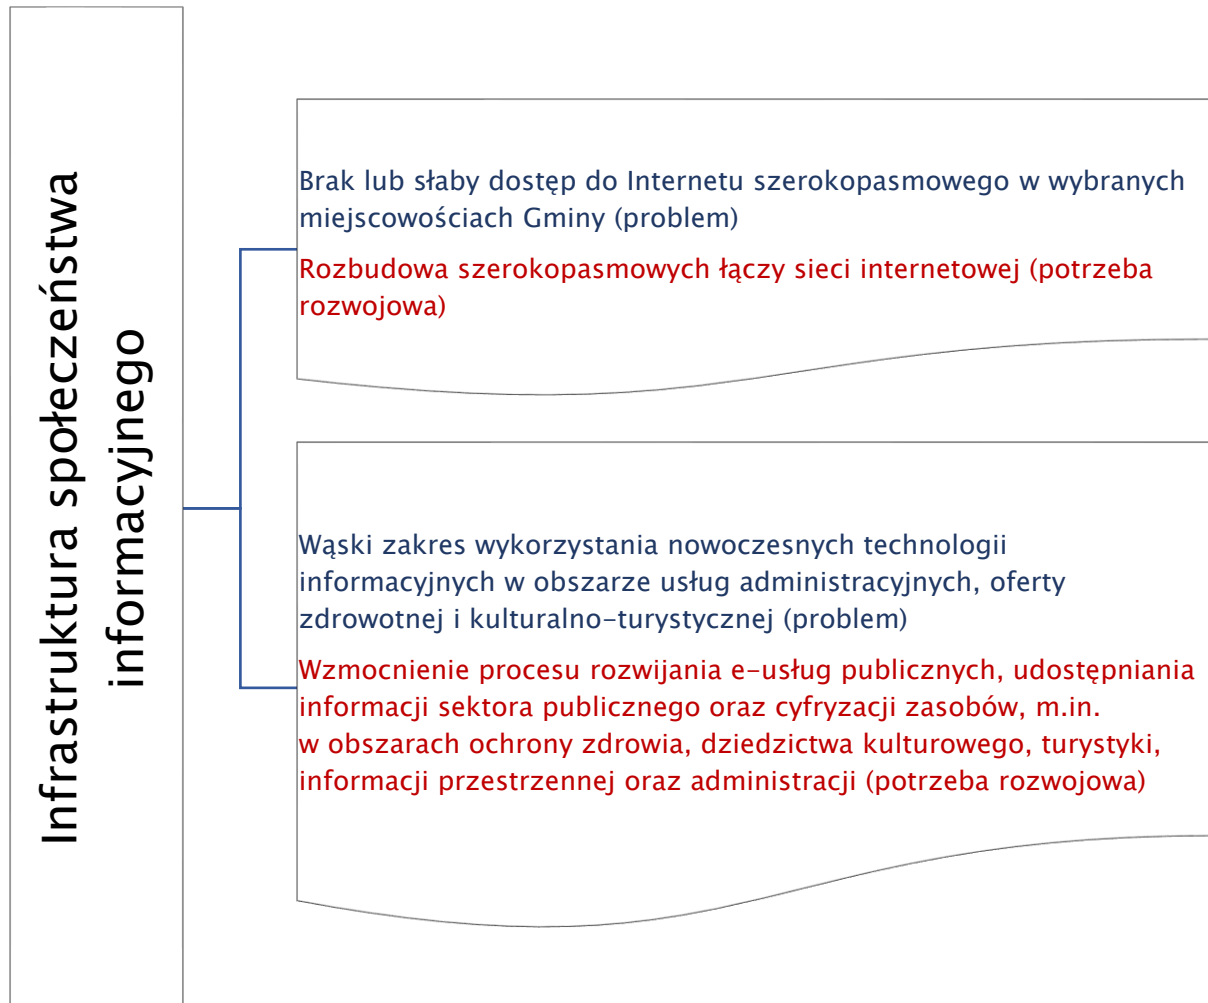 Infrastruktura społeczeństwa
informacyjnego
Brak lub słaby dostęp do Internetu szerokopasmowego w wybranych
miejscowościach Gminy (problem)
Rozbudowa szerokopasmowych łączy sieci internetowej (potrzeba
rozwojowa)
Wąski zakres wykorzystania nowoczesnych technologii
informacyjnych w obszarze usług administracyjnych, oferty
zdrowotnej i kulturalno-turystycznej (problem)
Wzmocnienie procesu rozwijania e-usług publicznych, udostępniania
informacji sektora publicznego oraz cyfryzacji zasobów, m.in.
w obszarach ochrony zdrowia, dziedzictwa kulturowego, turystyki,
informacji przestrzennej oraz administracji (potrzeba rozwojowa)